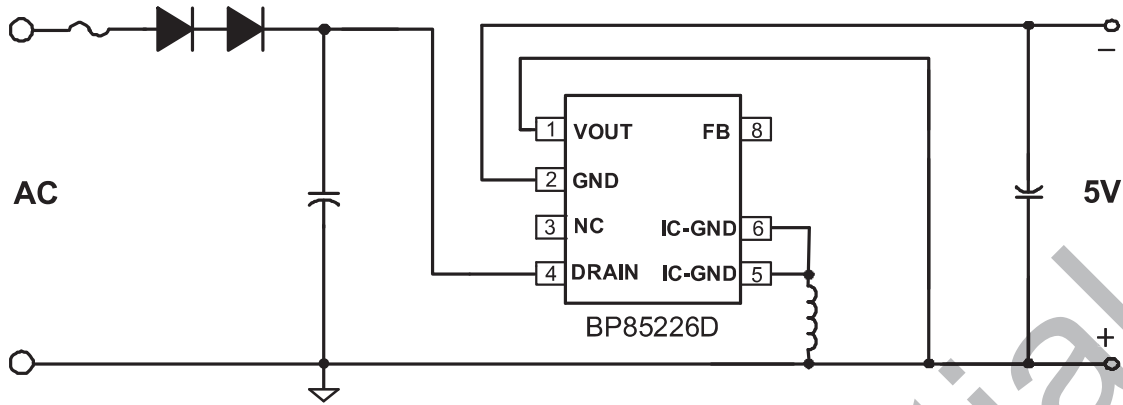 −
1 VOUT FB 8
AC
2 GND
5V
3 NC IC-GND 6
4 DRAIN IC-GND 5
BP85226D
+